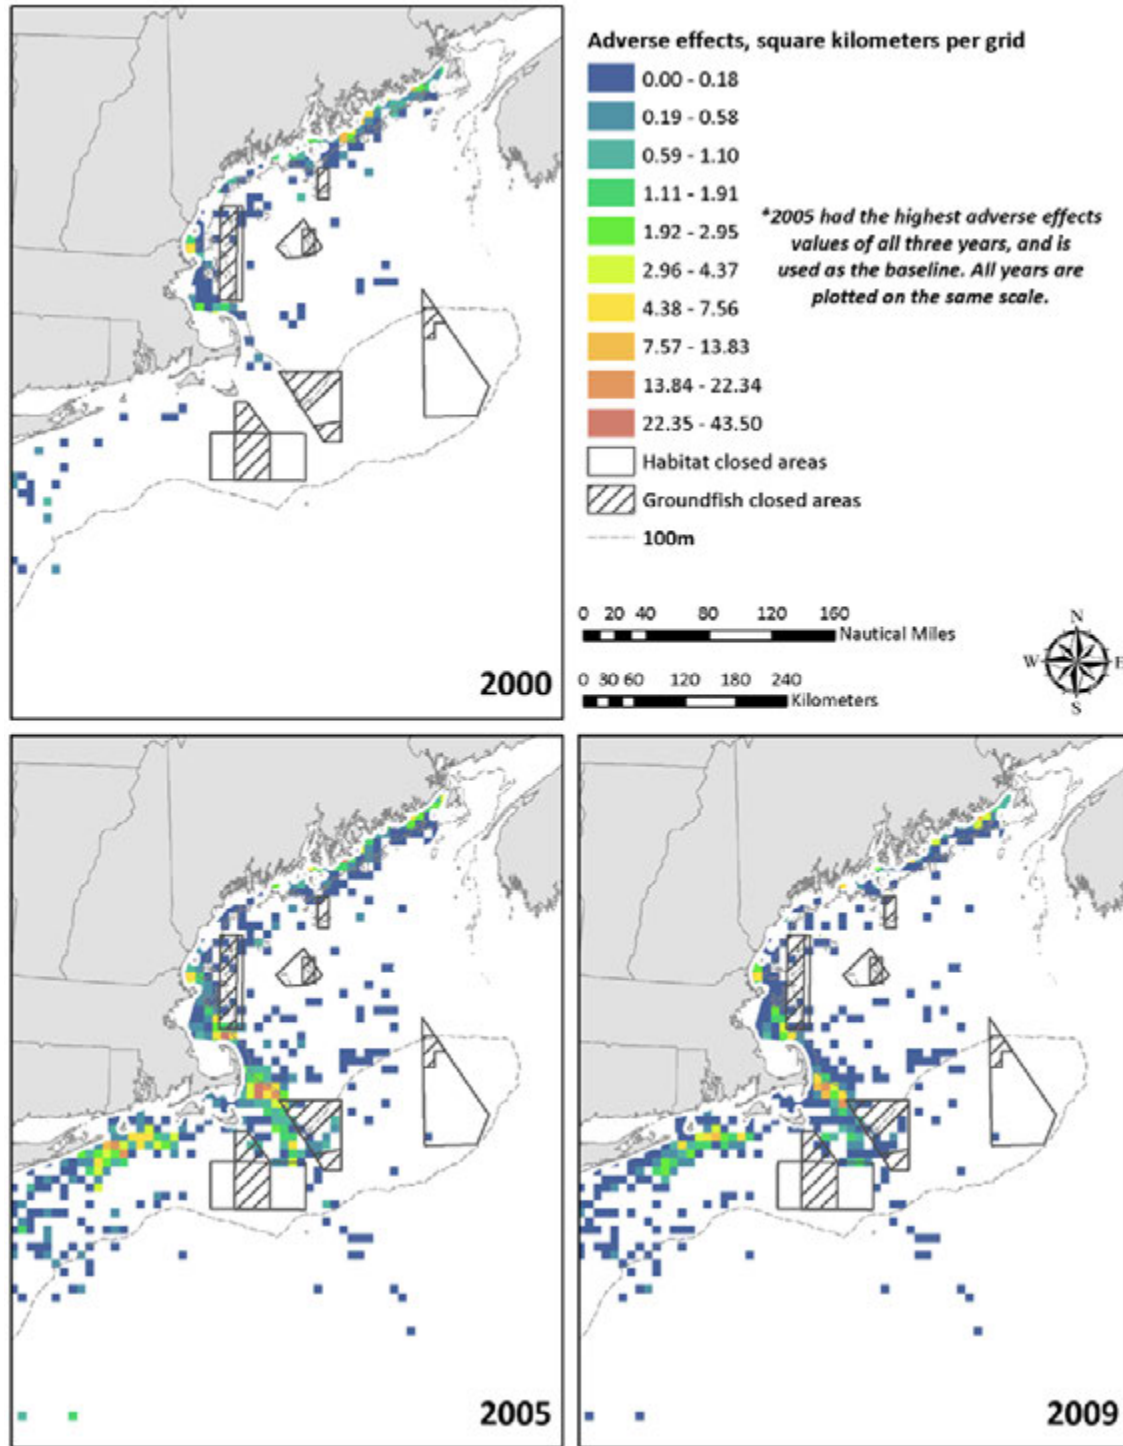 Adverse effects, square kilometers per grid
0.00 - 0.18
0.19 - 0.58
0.59 - 1.10
1.11 - 1.91
1.92 - 2.95
2.96 - 4.37
4.38 - 7.56
7.57 - 13.83
13.84 - 22.34
22.35 - 43.50
Habitat closed areas
Groundfish closed areas
100m
*2005 had the highest adverse effects
values of all three years, and is
used as the baseline. All years are
plotted on the same scale.
0 20 40 80 120 160
Nautical Miles
0 30 60 120 180 240
Kilometers
N
W E
S
2000
2005
2009